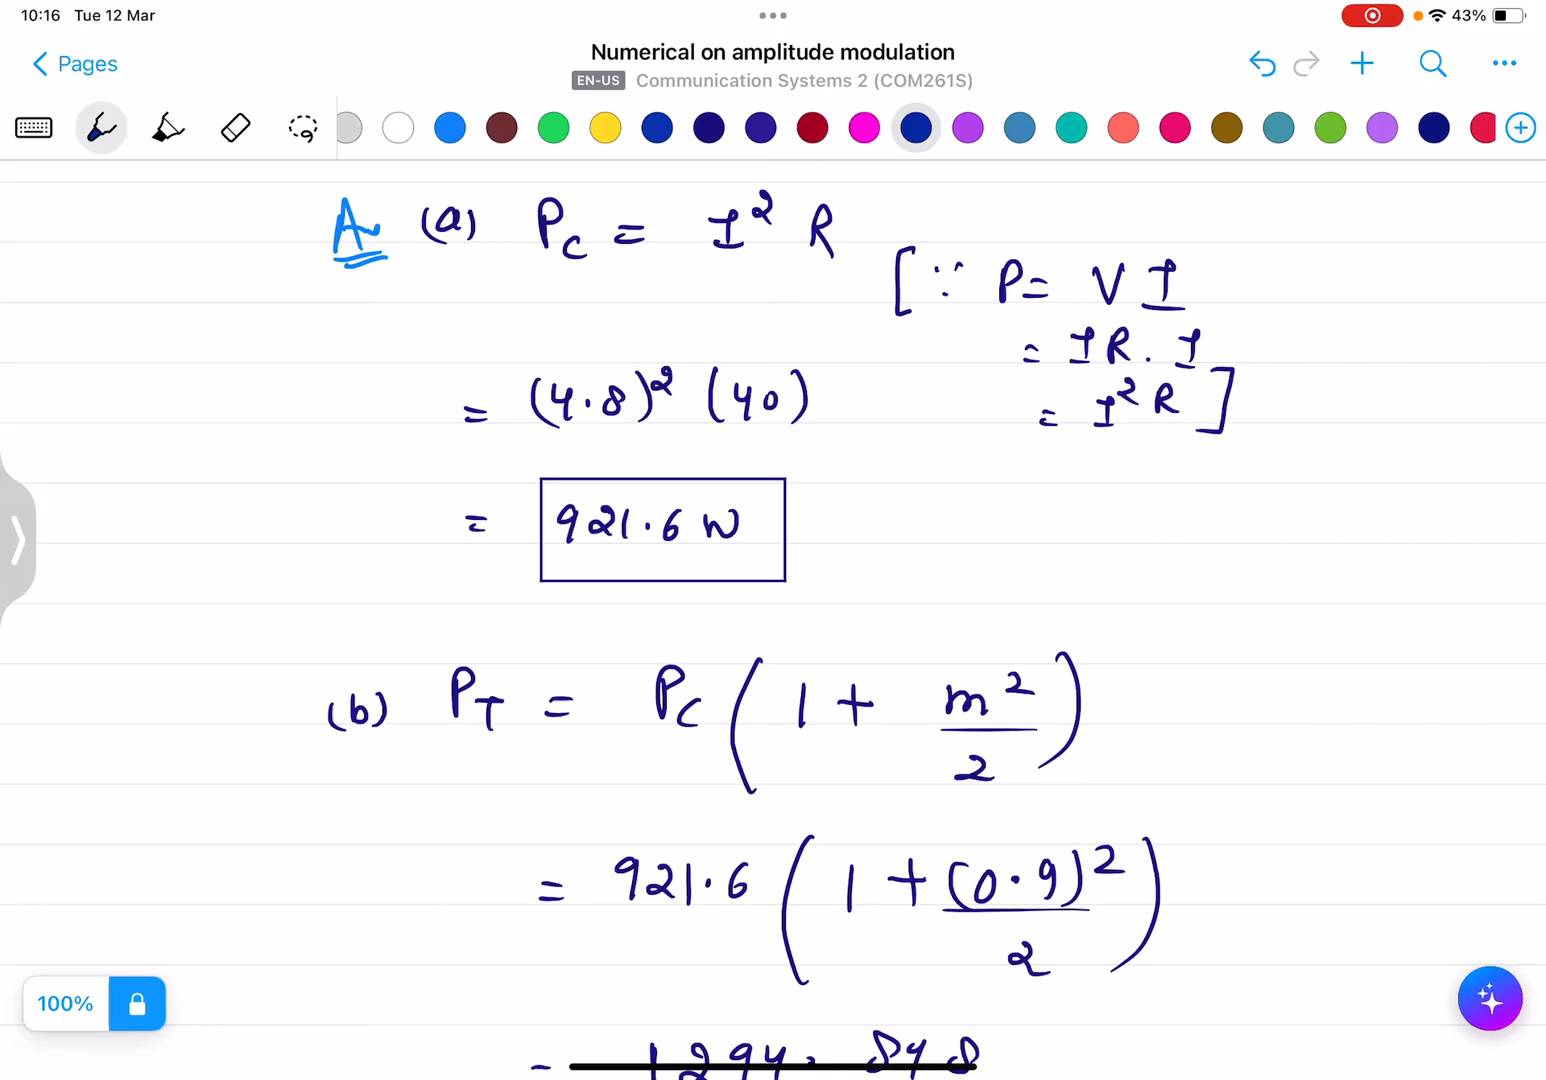 10:16 Tue 12 Mar
43%
Pages
Numerical on amplitude modulation
EN-US Communication Systems 2 (COM261S)
A (a) Pc = I² R
[∵ P = V I
= I R . I
= I² R ]
= (4.8)² (40)
= 921.6 W
(b) PT = Pc ( 1 + m²/2 )
= 921.6 ( 1 + (0.9)²/2 )
= 1294.848
100%